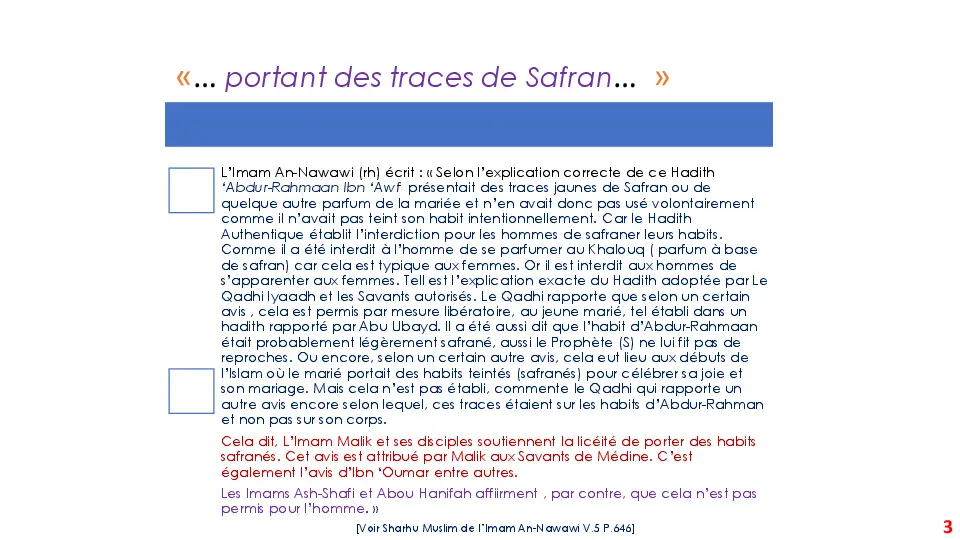 «... portant des traces de Safran... »
L’Imam An-Nawawi (rh) écrit : « Selon l’explication correcte de ce Hadith
‘Abdur-Rahmaan Ibn ‘Awf présentait des traces jaunes de Safran ou de
quelque autre parfum de la mariée et n’en avait donc pas usé volontairement
comme il n’avait pas teint son habit intentionnellement. Car le Hadith
Authentique établit l’interdiction pour les hommes de safraner leurs habits.
Comme il a été interdit à l’homme de se parfumer au Khalouq ( parfum à base
de safran) car cela est typique aux femmes. Or il est interdit aux hommes de
s’apparenter aux femmes. Tell est l’explication exacte du Hadith adoptée par Le
Qadhi Iyaadh et les Savants autorisés. Le Qadhi rapporte que selon un certain
avis , cela est permis par mesure libératoire, au jeune marié, tel établi dans un
hadith rapporté par Abu Ubayd. Il a été aussi dit que l’habit d’Abdur-Rahmaan
était probablement légèrement safrané, aussi le Prophète (S) ne lui fit pas de
reproches. Ou encore, selon un certain autre avis, cela eut lieu aux débuts de
l’Islam où le marié portait des habits teintés (safranés) pour célébrer sa joie et
son mariage. Mais cela n’est pas établi, commente le Qadhi qui rapporte un
autre avis encore selon lequel, ces traces étaient sur les habits d’Abdur-Rahman
et non pas sur son corps.
Cela dit, L’Imam Malik et ses disciples soutiennent la licéité de porter des habits
safranés. Cet avis est attribué par Malik aux Savants de Médine. C’est
également l’avis d’Ibn ‘Oumar entre autres.
Les Imams Ash-Shafi et Abou Hanifah affiirment , par contre, que cela n’est pas
permis pour l’homme. »
[Voir Sharhu Muslim de l’Imam An-Nawawi V.5 P.646]
3